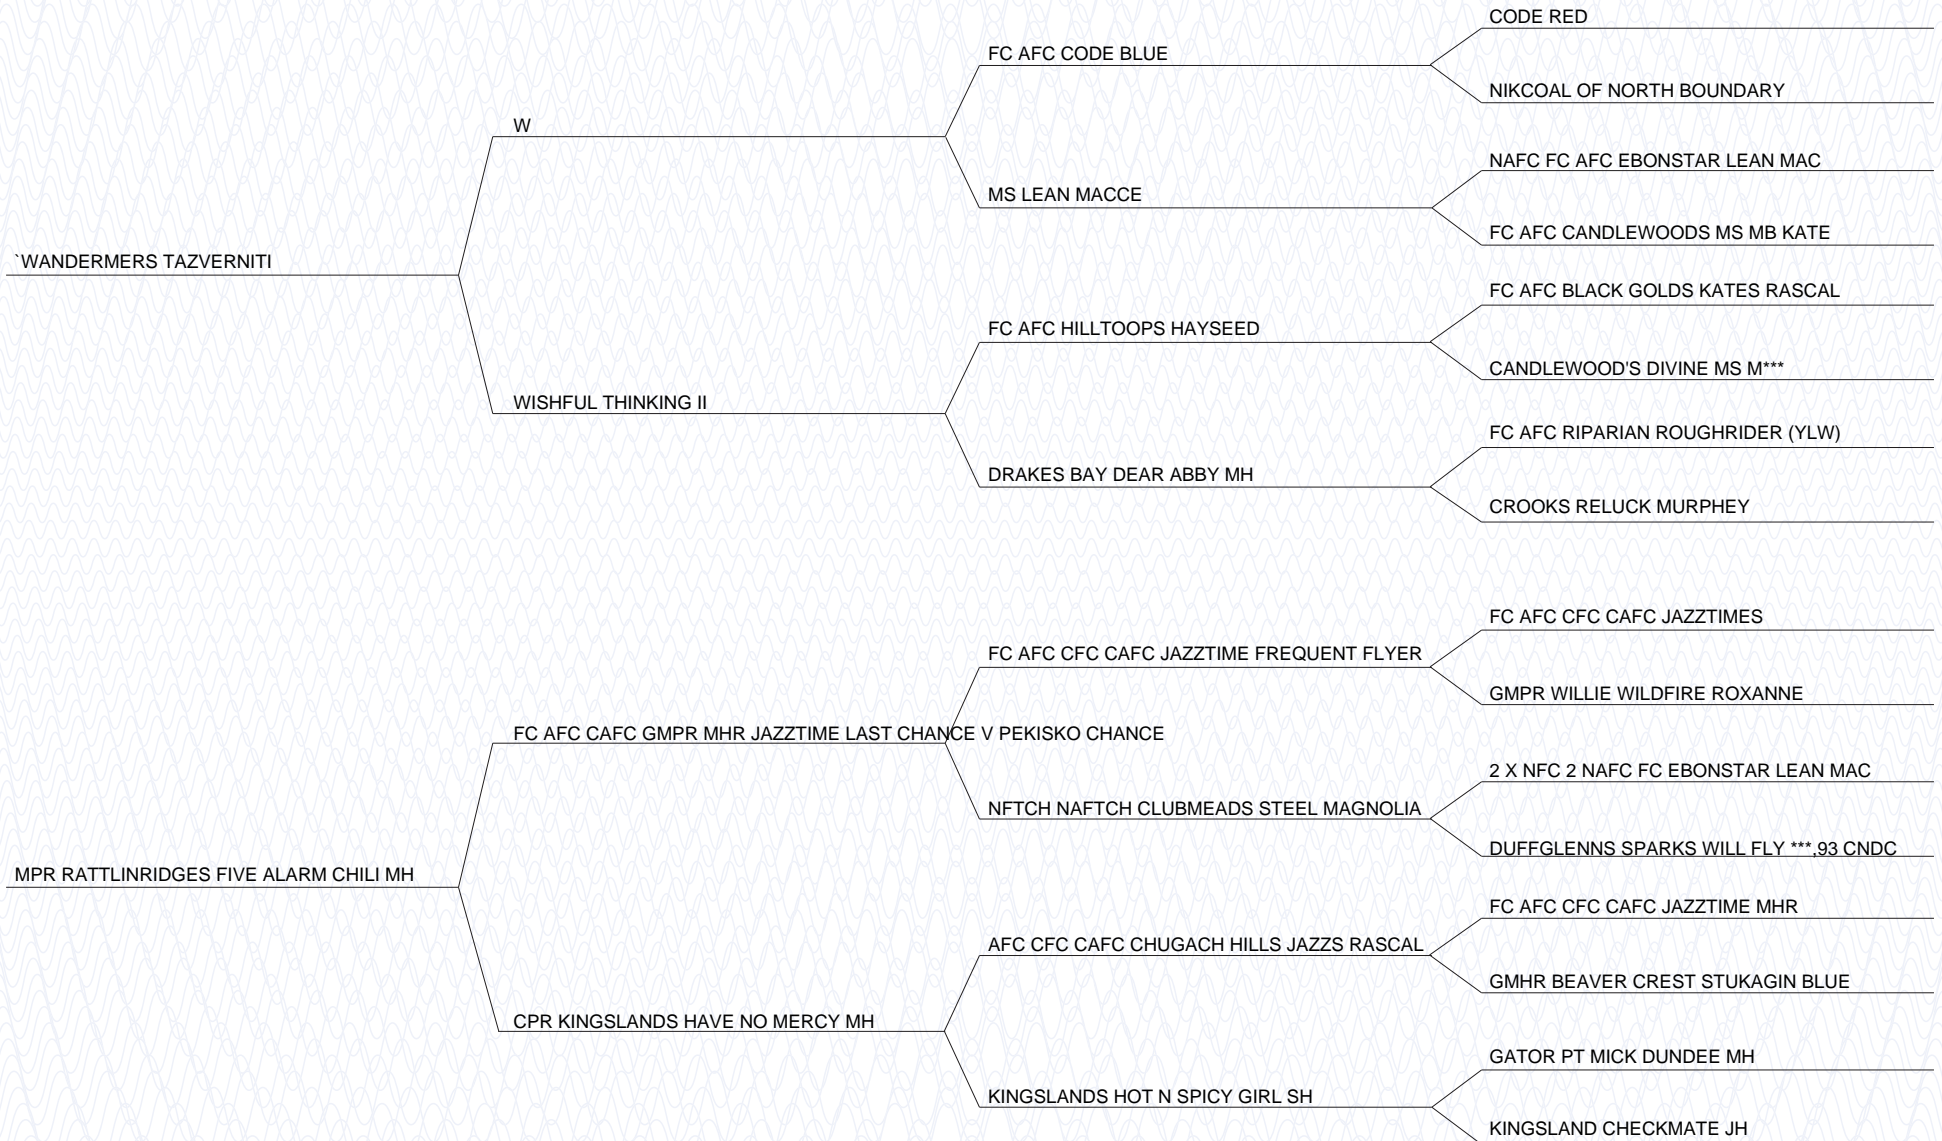 CODE RED
FC AFC CODE BLUE
NIKCOAL OF NORTH BOUNDARY
W
NAFC FC AFC EBONSTAR LEAN MAC
MS LEAN MACCE
FC AFC CANDLEWOODS MS MB KATE
`WANDERMERS TAZVERNITI
FC AFC BLACK GOLDS KATES RASCAL
FC AFC HILLTOOPS HAYSEED
CANDLEWOOD'S DIVINE MS M***
WISHFUL THINKING II
FC AFC RIPARIAN ROUGHRIDER (YLW)
DRAKES BAY DEAR ABBY MH
CROOKS RELUCK MURPHEY
FC AFC CFC CAFC JAZZTIMES
FC AFC CFC CAFC JAZZTIME FREQUENT FLYER
GMPR WILLIE WILDFIRE ROXANNE
FC AFC CAFC GMPR MHR JAZZTIME LAST CHANCE V PEKISKO CHANCE
2 X NFC 2 NAFC FC EBONSTAR LEAN MAC
NFTCH NAFTCH CLUBMEADS STEEL MAGNOLIA
DUFFGLENNS SPARKS WILL FLY ***,93 CNDC
MPR RATTLINRIDGES FIVE ALARM CHILI MH
FC AFC CFC CAFC JAZZTIME MHR
AFC CFC CAFC CHUGACH HILLS JAZZS RASCAL
GMHR BEAVER CREST STUKAGIN BLUE
CPR KINGSLANDS HAVE NO MERCY MH
GATOR PT MICK DUNDEE MH
KINGSLANDS HOT N SPICY GIRL SH
KINGSLAND CHECKMATE JH